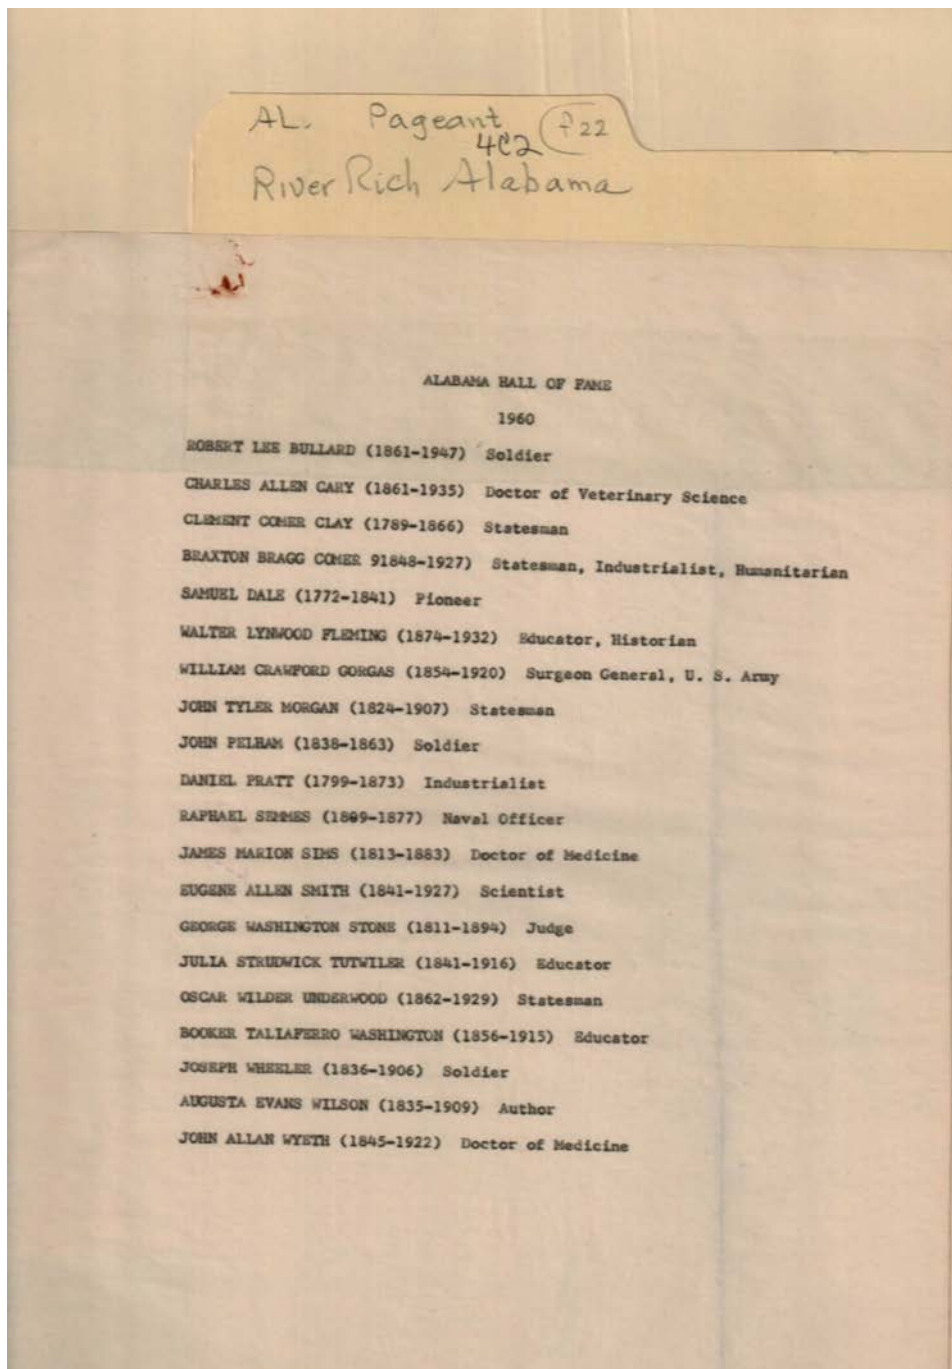 AL. Pageant f22
4C2
River Rich Alabama
ALABAMA HALL OF FAME
1960
ROBERT LEE BULLARD (1861-1947) Soldier
CHARLES ALLEN CARY (1861-1935) Doctor of Veterinary Science
CLEMENT COMER CLAY (1789-1866) Statesman
BRAXTON BRAGG COMER 91848-1927) Statesman, Industrialist, Humanitarian
SAMUEL DALE (1772-1841) Pioneer
WALTER LYNWOOD FLEMING (1874-1932) Educator, Historian
WILLIAM CRAWFORD GORGAS (1854-1920) Surgeon General, U. S. Army
JOHN TYLER MORGAN (1824-1907) Statesman
JOHN PELHAM (1838-1863) Soldier
DANIEL PRATT (1799-1873) Industrialist
RAPHAEL SEMMES (1809-1877) Naval Officer
JAMES MARION SIMS (1813-1883) Doctor of Medicine
EUGENE ALLEN SMITH (1841-1927) Scientist
GEORGE WASHINGTON STONE (1811-1894) Judge
JULIA STRUDWICK TUTWILER (1841-1916) Educator
OSCAR WILDER UNDERWOOD (1862-1929) Statesman
BOOKER TALIAFERRO WASHINGTON (1856-1915) Educator
JOSEPH WHEELER (1836-1906) Soldier
AUGUSTA EVANS WILSON (1835-1909) Author
JOHN ALLAN WYETH (1845-1922) Doctor of Medicine